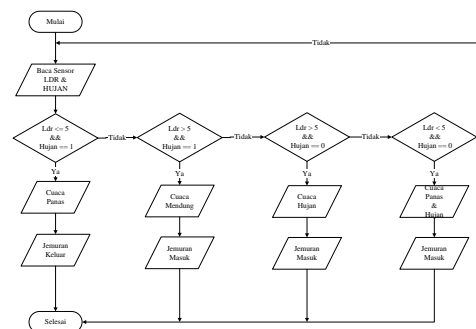 Mulai
Tidak
Baca Sensor
LDR &
HUJAN
Ldr <= 5
&&
Hujan == 1
Tidak
Ldr > 5
&&
Hujan == 1
Tidak
Ldr > 5
&&
Hujan == 0
Tidak
Ldr < 5
&&
Hujan == 0
Ya
Ya
Ya
Ya
Cuaca
Panas
Cuaca
Mendung
Cuaca
Hujan
Cuaca
Panas
&
Hujan
Jemuran
Keluar
Jemuran
Masuk
Jemuran
Masuk
Jemuran
Masuk
Selesai